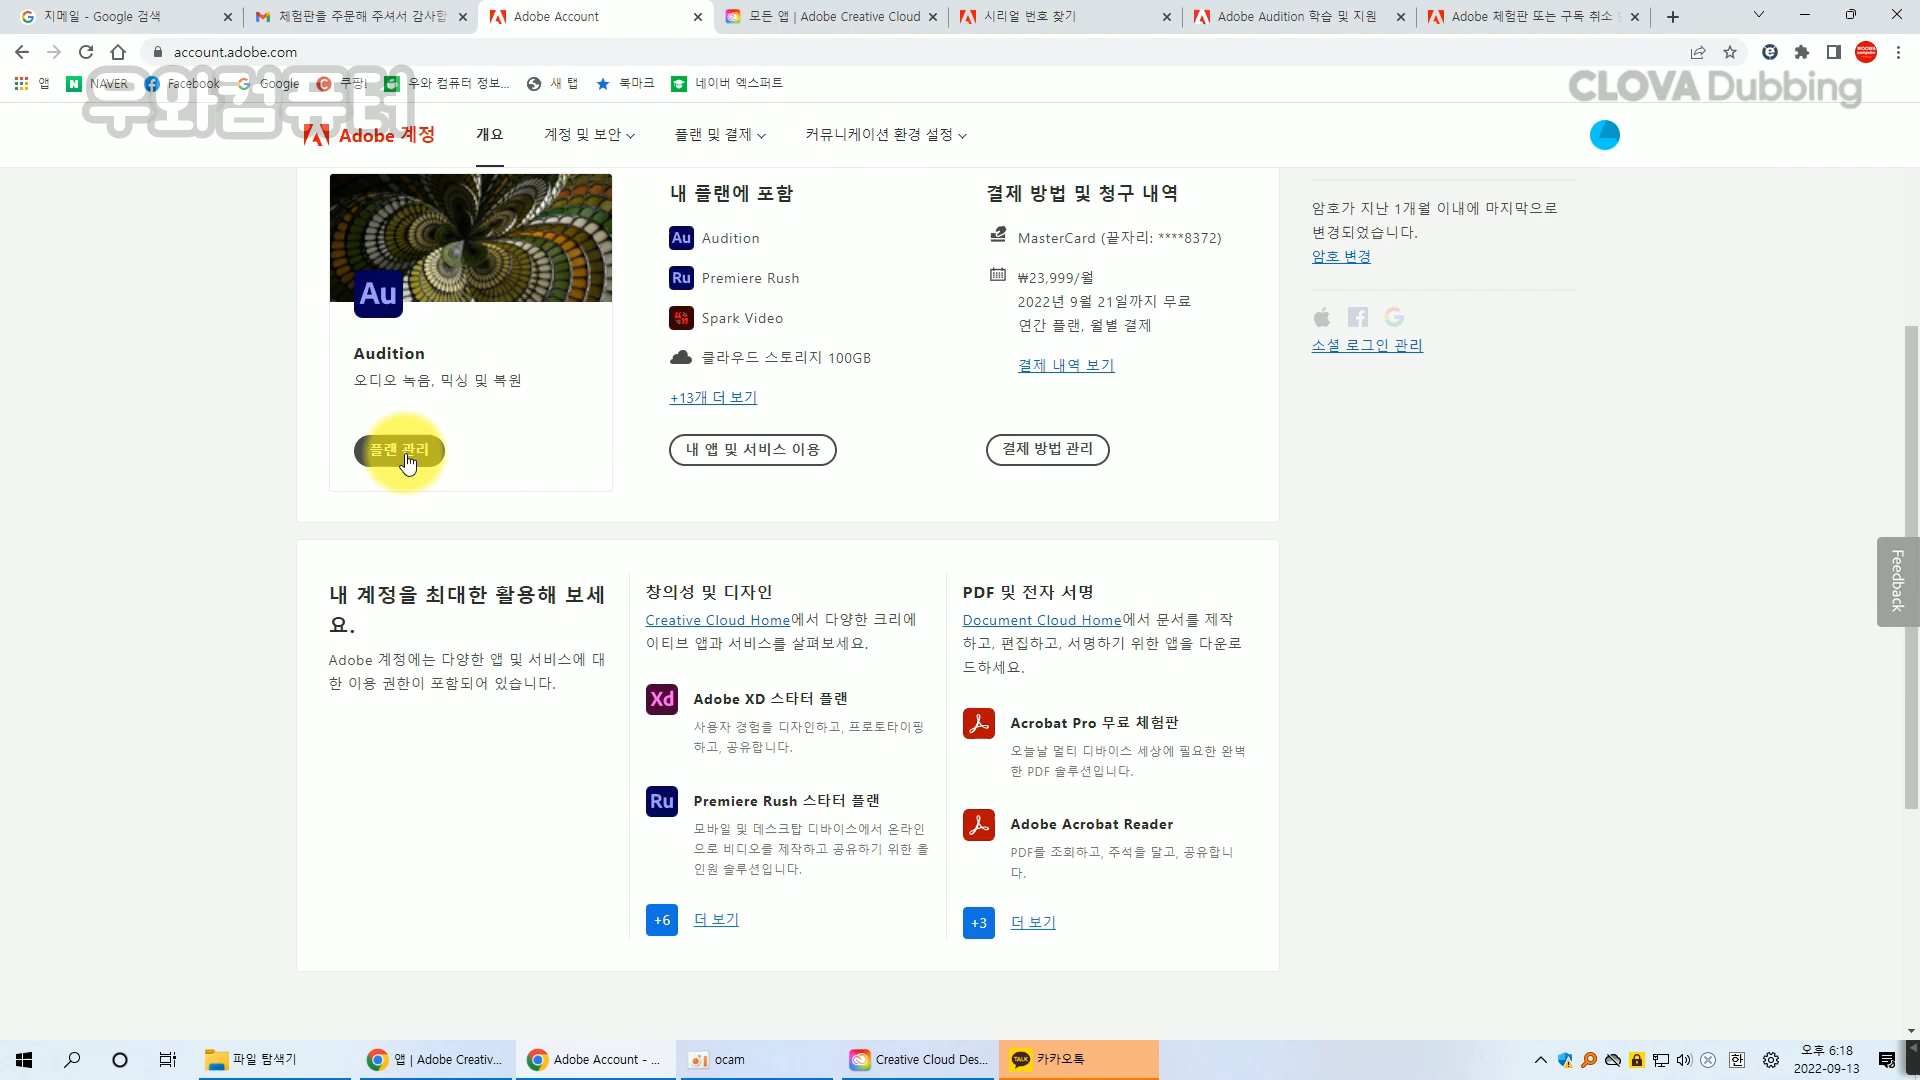 지메일 - Google 검색
체험판을 주문해 주셔서 감사합
Adobe Account
모든 앱 | Adobe Creative Cloud
시리얼 번호 찾기
Adobe Audition 학습 및 지원
Adobe 체험판 또는 구독 취소
account.adobe.com
앱
NAVER
Facebook
Google
쿠팡!
우와 컴퓨터 정보...
새 탭
북마크
네이버 엑스퍼트
우와컴퓨터
CLOVA Dubbing
Adobe 계정
개요
계정 및 보안
플랜 및 결제
커뮤니케이션 환경 설정
Au
Audition
오디오 녹음, 믹싱 및 복원
플랜 관리
내 플랜에 포함
Au Audition
Ru Premiere Rush
Spark Video
클라우드 스토리지 100GB
+13개 더 보기
내 앱 및 서비스 이용
결제 방법 및 청구 내역
MasterCard (끝자리: ****8372)
₩23,999/월
2022년 9월 21일까지 무료
연간 플랜, 월별 결제
결제 내역 보기
결제 방법 관리
암호가 지난 1개월 이내에 마지막으로
변경되었습니다.
암호 변경
소셜 로그인 관리
Feedback
내 계정을 최대한 활용해 보세
요.
Adobe 계정에는 다양한 앱 및 서비스에 대
한 이용 권한이 포함되어 있습니다.
창의성 및 디자인
Creative Cloud Home에서 다양한 크리에
이티브 앱과 서비스를 살펴보세요.
Xd Adobe XD 스타터 플랜
사용자 경험을 디자인하고, 프로토타이핑
하고, 공유합니다.
Ru Premiere Rush 스타터 플랜
모바일 및 데스크탑 디바이스에서 온라인
으로 비디오를 제작하고 공유하기 위한 올
인원 솔루션입니다.
+6 더 보기
PDF 및 전자 서명
Document Cloud Home에서 문서를 제작
하고, 편집하고, 서명하기 위한 앱을 다운로
드하세요.
Acrobat Pro 무료 체험판
오늘날 멀티 디바이스 세상에 필요한 완벽
한 PDF 솔루션입니다.
Adobe Acrobat Reader
PDF를 조회하고, 주석을 달고, 공유합니
다.
+3 더 보기
파일 탐색기
앱 | Adobe Creativ...
Adobe Account - ...
ocam
Creative Cloud Des...
TALK 카카오톡
한
오후 6:18
2022-09-13